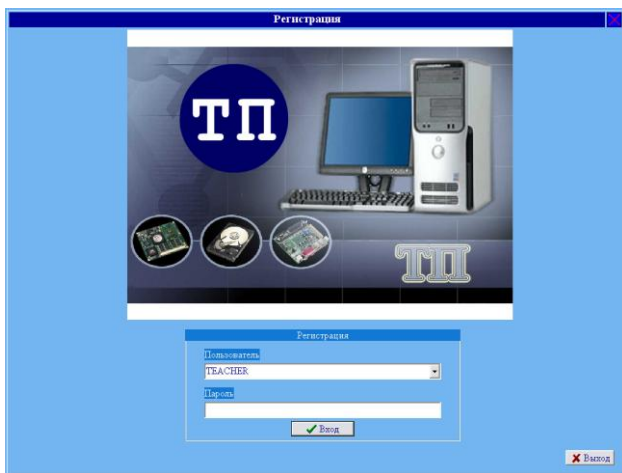 Регистрация
ТП
ТП
Регистрация
Пользователь
TEACHER
Пароль
Вход
Выход